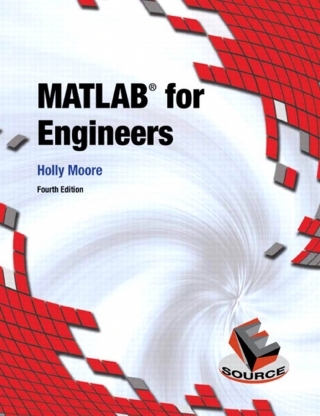 MATLAB® for
Engineers
Holly Moore
Fourth Edition
E
SOURCE